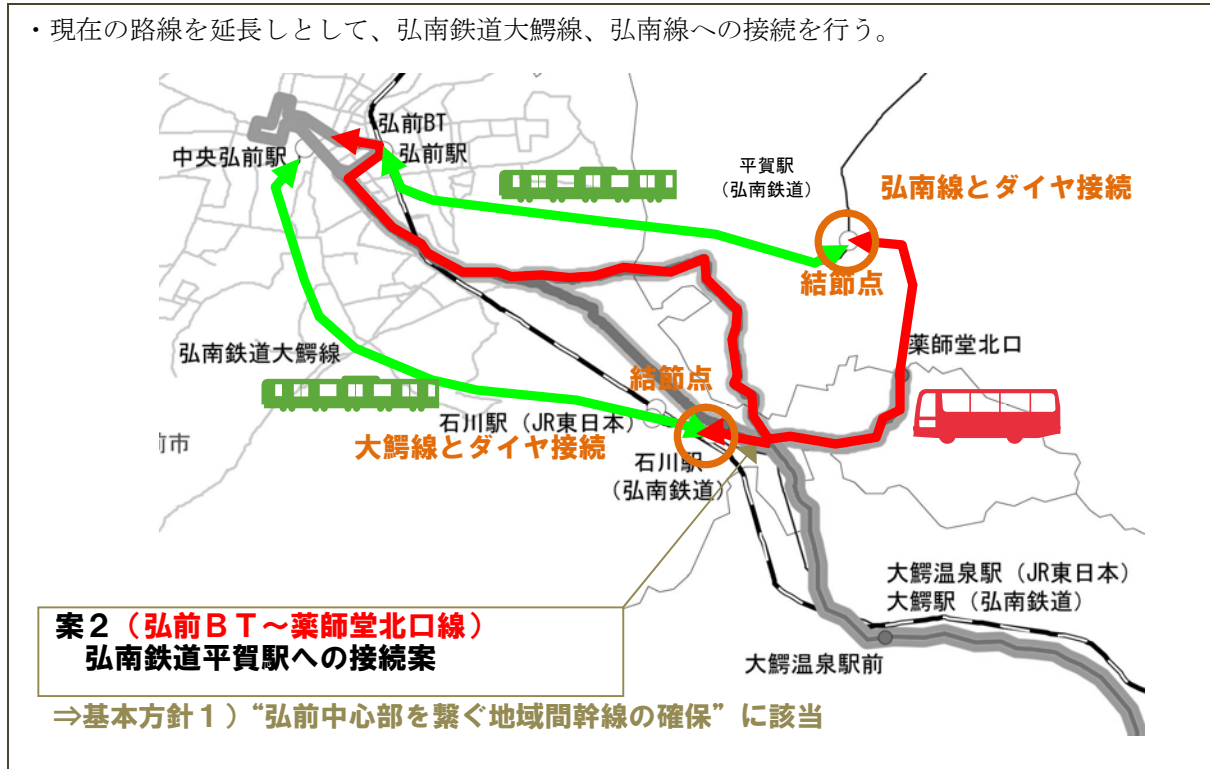 ・現在の路線を延長しとして、弘南鉄道大鰐線、弘南線への接続を行う。
弘前BT
中央弘前駅
弘前駅
平賀駅
（弘南鉄道）
弘南線とダイヤ接続
結節点
薬師堂北口
弘南鉄道大鰐線
結節点
石川駅（JR東日本）
前市
大鰐線とダイヤ接続
石川駅
（弘南鉄道）
大鰐温泉駅（JR東日本）
大鰐駅（弘南鉄道）
大鰐温泉駅前
案２（弘前ＢＴ～薬師堂北口線）
弘南鉄道平賀駅への接続案
⇒基本方針１）“弘前中心部を繋ぐ地域間幹線の確保”に該当